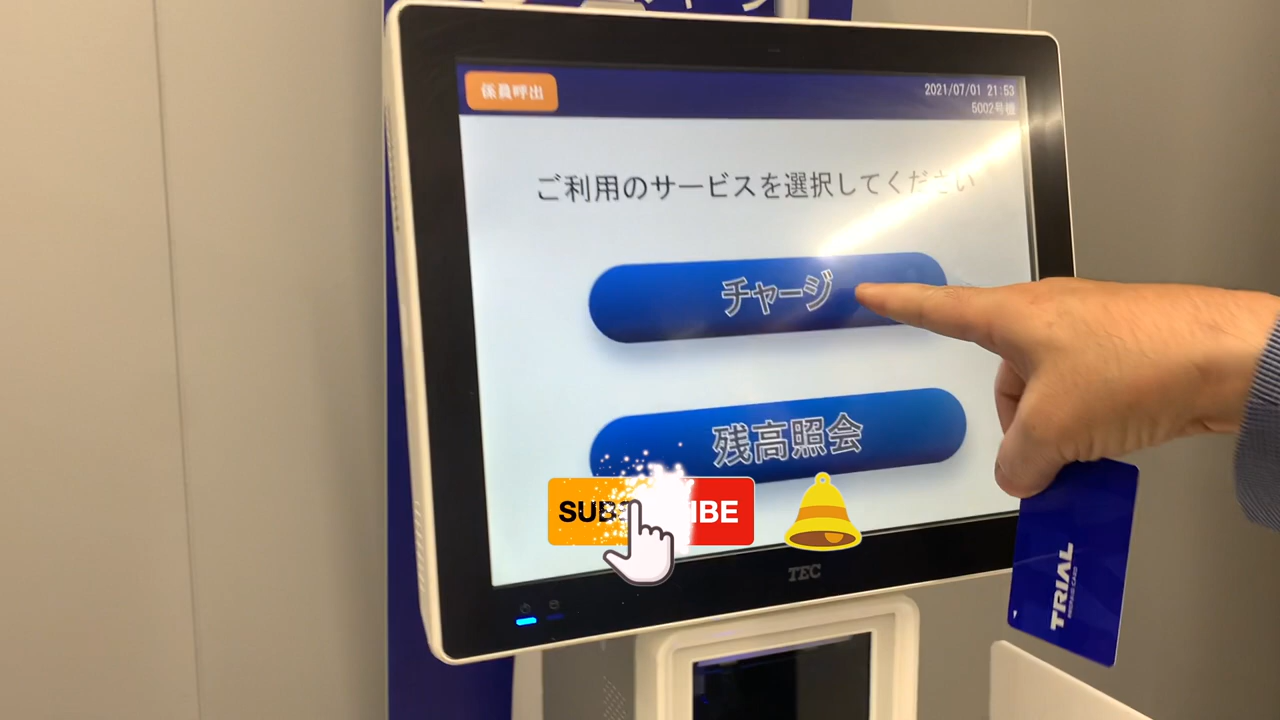 係員呼出
2021/07/01 21:53
5002号機
ご利用のサービスを選択してください
チャージ
残高照会
SUB
IBE
TEC
TRIAL
PREPAID CARD